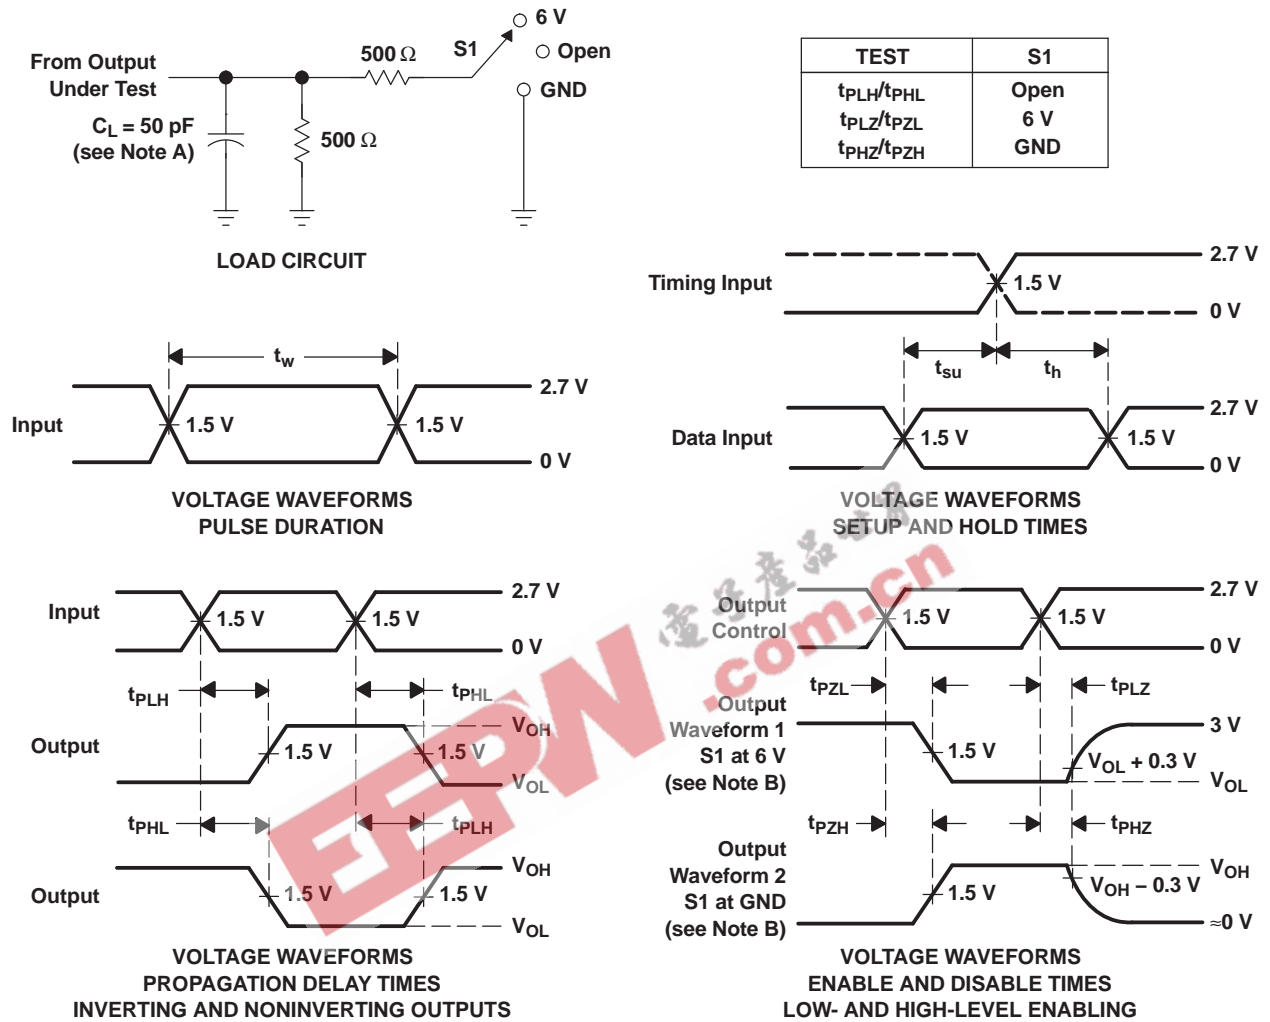 6 V
S1
500 Ω
Open
From Output
Under Test
GND
CL = 50 pF
(see Note A)
500 Ω
LOAD CIRCUIT
TEST S1
tPLH/tPHL Open
tPLZ/tPZL 6 V
tPHZ/tPZH GND
2.7 V
Timing Input
1.5 V
0 V
tsu
th
2.7 V
Data Input
1.5 V
1.5 V
0 V
VOLTAGE WAVEFORMS
SETUP AND HOLD TIMES
tw
2.7 V
Input
1.5 V
1.5 V
0 V
VOLTAGE WAVEFORMS
PULSE DURATION
2.7 V
Input
1.5 V
1.5 V
0 V
tPLH
tPHL
VOH
Output
1.5 V
1.5 V
VOL
tPHL
tPLH
VOH
Output
1.5 V
1.5 V
VOL
VOLTAGE WAVEFORMS
PROPAGATION DELAY TIMES
INVERTING AND NONINVERTING OUTPUTS
2.7 V
Output
Control
1.5 V
1.5 V
0 V
tPZL
tPLZ
Output
Waveform 1
S1 at 6 V
(see Note B)
3 V
1.5 V
VOL + 0.3 V
VOL
tPZH
tPHZ
Output
Waveform 2
S1 at GND
(see Note B)
VOH
1.5 V
VOH – 0.3 V
≈0 V
VOLTAGE WAVEFORMS
ENABLE AND DISABLE TIMES
LOW- AND HIGH-LEVEL ENABLING
EEPW.com.cn
電子產品世界